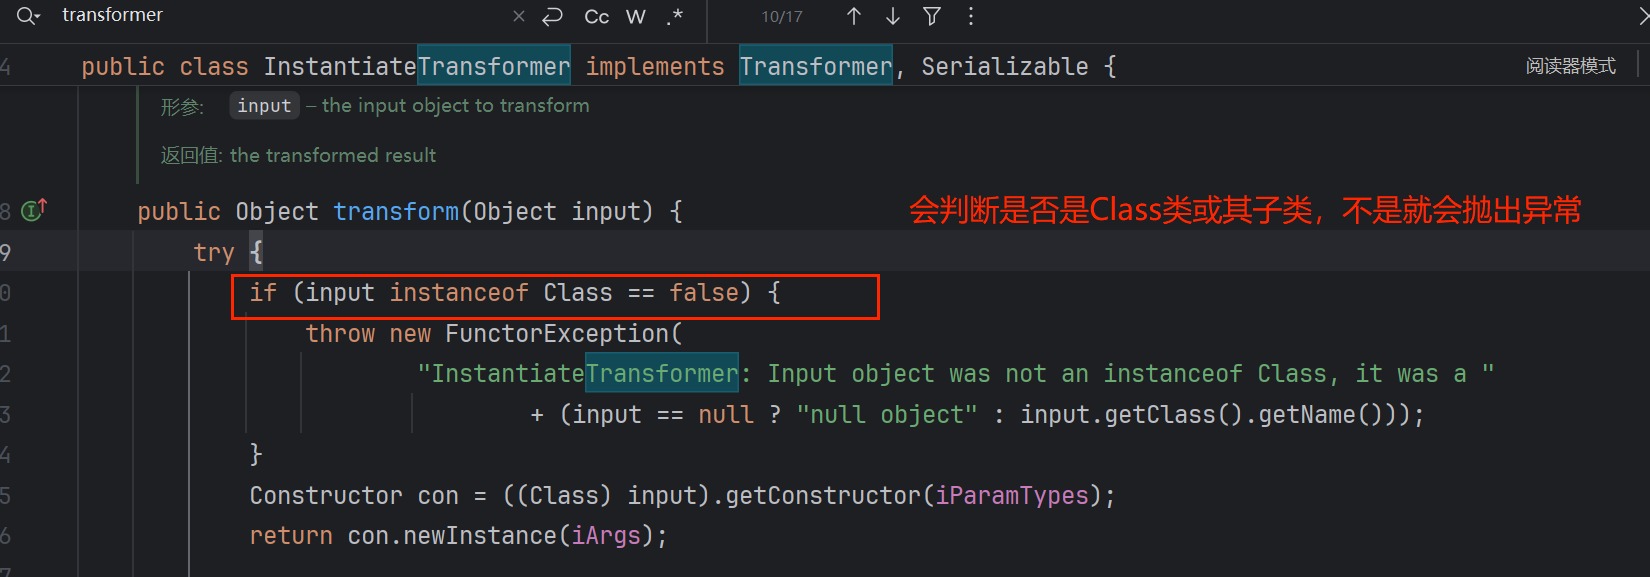 transformer × Cc W .* 10/17
4 public class InstantiateTransformer implements Transformer, Serializable { 阅读器模式
形参: input – the input object to transform
返回值: the transformed result
8 public Object transform(Object input) { 会判断是否是Class类或其子类，不是就会抛出异常
9 try {
0 if (input instanceof Class == false) {
1 throw new FunctorException(
2 "InstantiateTransformer: Input object was not an instanceof Class, it was a "
3 + (input == null ? "null object" : input.getClass().getName()));
4 }
5 Constructor con = ((Class) input).getConstructor(iParamTypes);
6 return con.newInstance(iArgs);